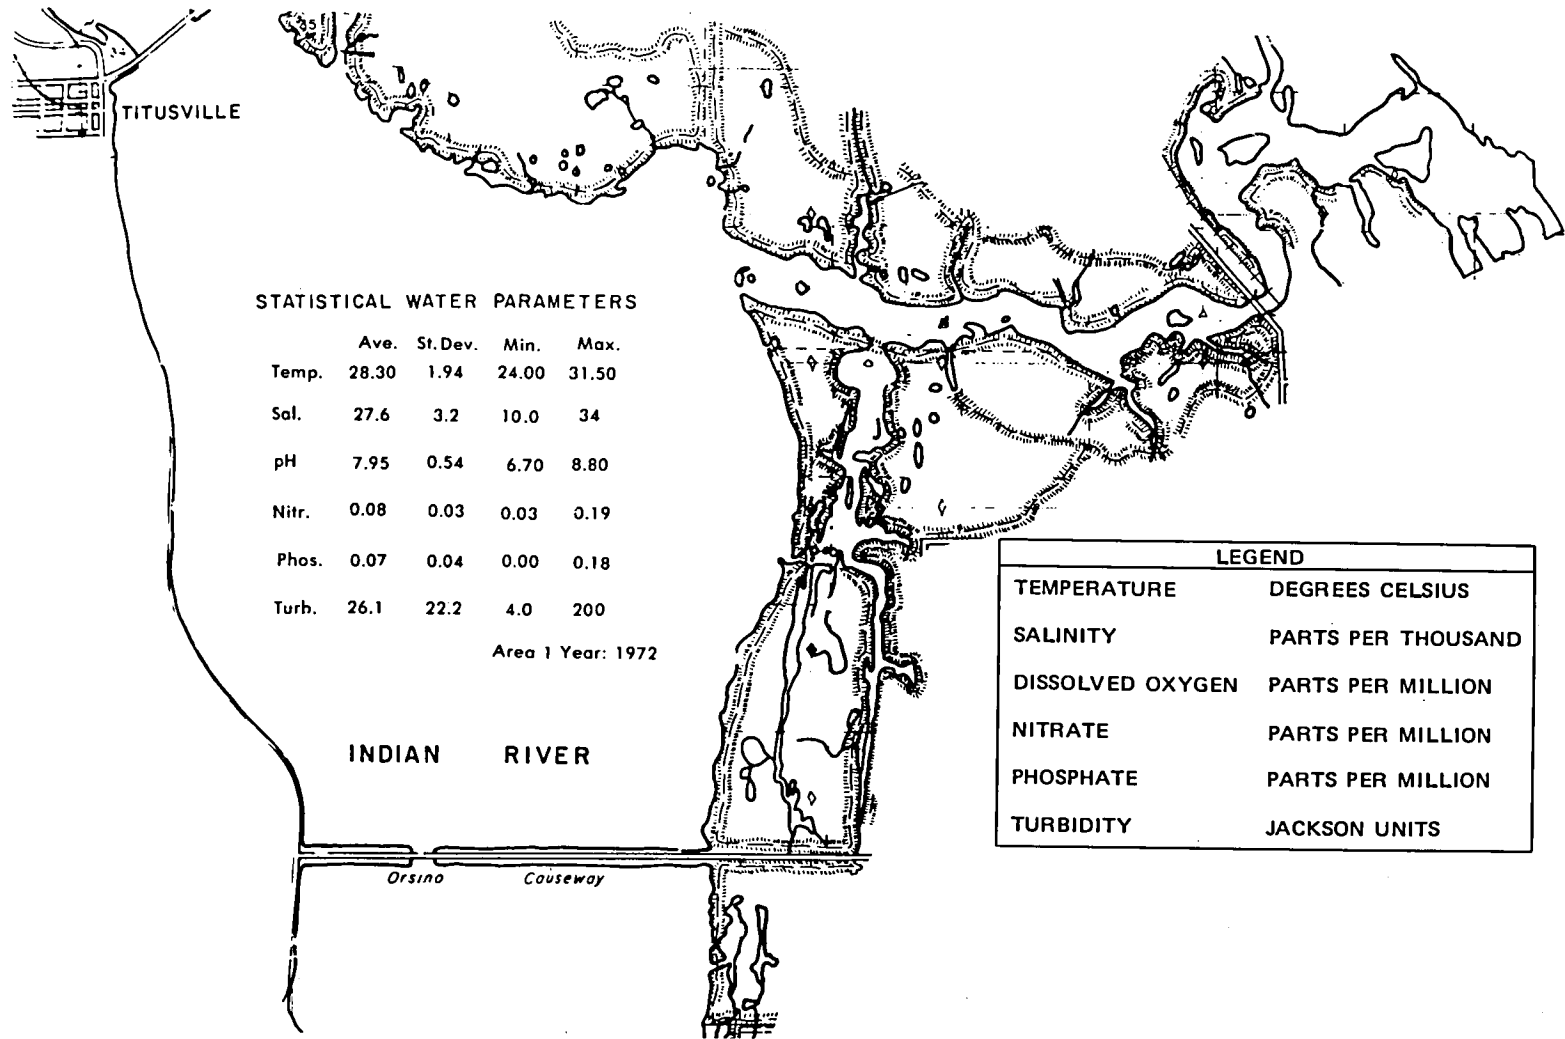 TITUSVILLE
STATISTICAL WATER PARAMETERS
Ave. St. Dev. Min. Max.
Temp. 28.30 1.94 24.00 31.50
Sal. 27.6 3.2 10.0 34
pH 7.95 0.54 6.70 8.80
Nitr. 0.08 0.03 0.03 0.19
Phos. 0.07 0.04 0.00 0.18
Turb. 26.1 22.2 4.0 200
Area 1 Year: 1972
INDIAN RIVER
Orsino Causeway
LEGEND
TEMPERATURE DEGREES CELSIUS
SALINITY PARTS PER THOUSAND
DISSOLVED OXYGEN PARTS PER MILLION
NITRATE PARTS PER MILLION
PHOSPHATE PARTS PER MILLION
TURBIDITY JACKSON UNITS